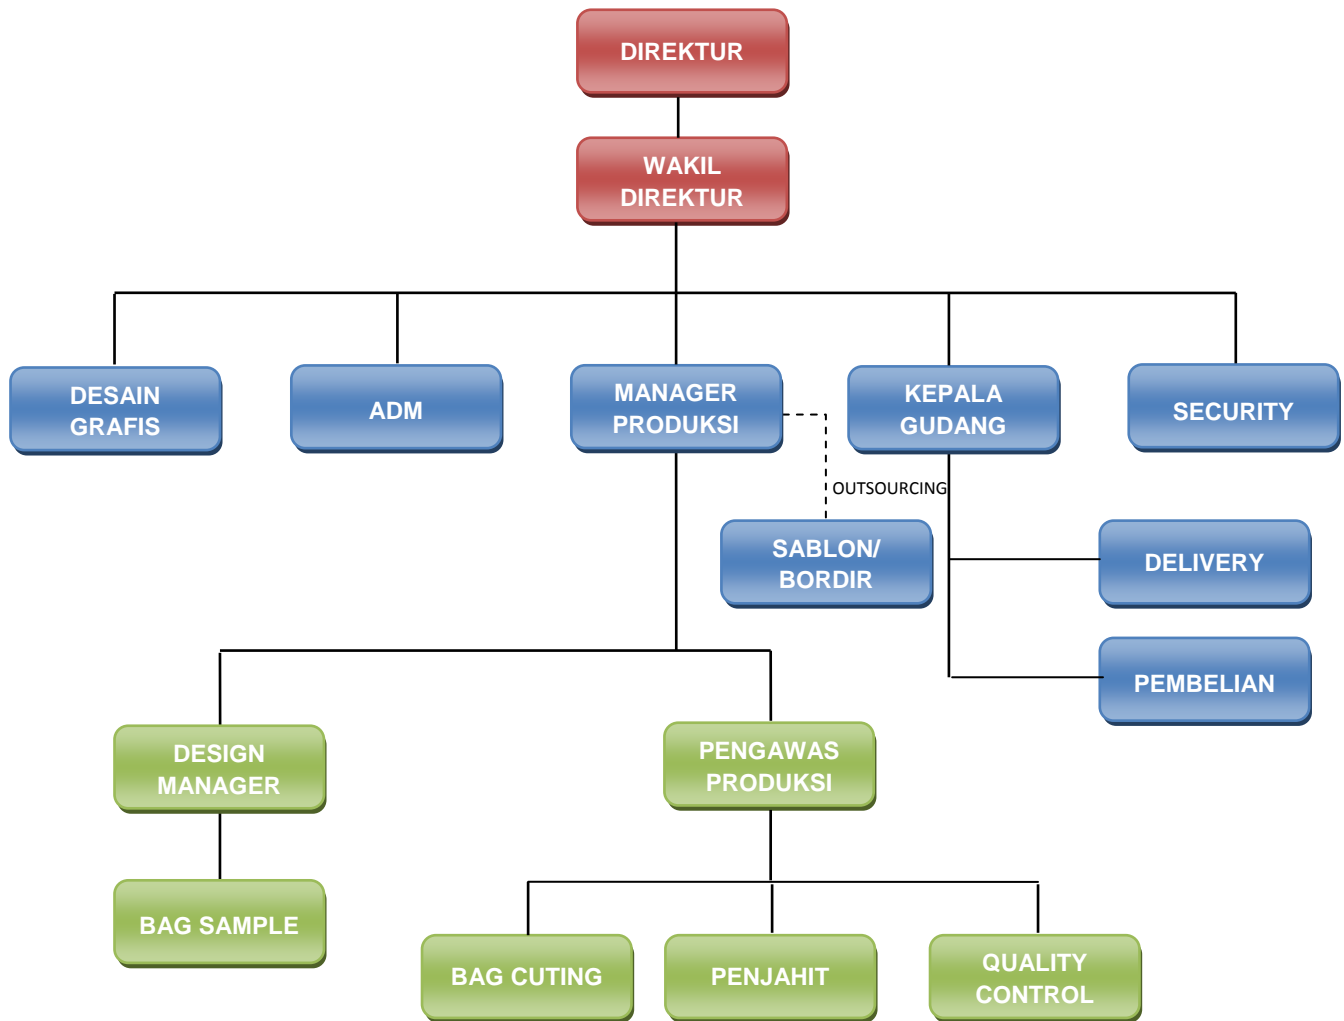 DIREKTUR
WAKIL
DIREKTUR
DESAIN
GRAFIS
ADM
MANAGER
PRODUKSI
KEPALA
GUDANG
SECURITY
OUTSOURCING
SABLON/
BORDIR
DELIVERY
PEMBELIAN
DESIGN
MANAGER
PENGAWAS
PRODUKSI
BAG SAMPLE
BAG CUTING
PENJAHIT
QUALITY
CONTROL